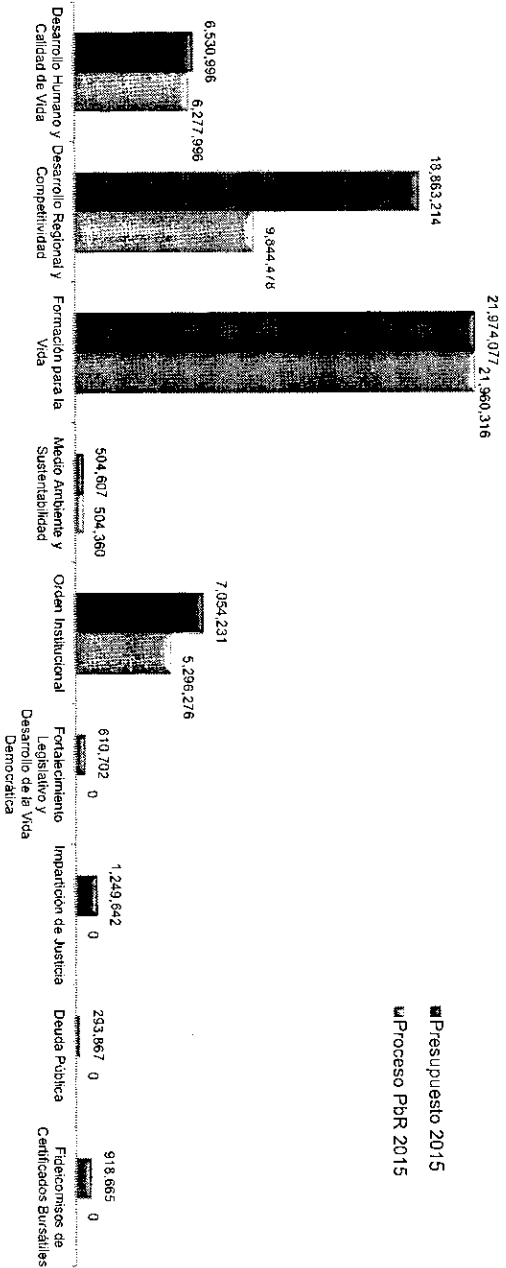 Presupuesto 2015
Proceso PbR 2015
6,530,996
6,277,996
18,863,214
9,844,478
21,974,077
21,960,316
504,607
504,360
7,054,231
5,296,276
610,702
0
1,249,642
0
293,867
0
918,665
0
Desarrollo Humano y
Calidad de Vida
Desarrollo Regional y
Competitividad
Formación para la
Vida
Medio Ambiente y
Sustentabilidad
Orden Institucional
Fortalecimiento
Legislativo y
Desarrollo de la Vida
Democrática
Impartición de Justicia
Deuda Pública
Fideicomisos de
Certificados Bursátiles